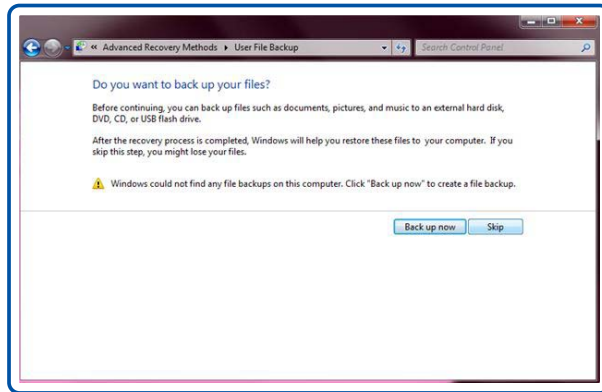 « Advanced Recovery Methods ▸ User File Backup
Search Control Panel
Do you want to back up your files?
Before continuing, you can back up files such as documents, pictures, and music to an external hard disk,
DVD, CD, or USB flash drive.
After the recovery process is completed, Windows will help you restore these files to your computer. If you
skip this step, you might lose your files.
Windows could not find any file backups on this computer. Click "Back up now" to create a file backup.
Back up now
Skip